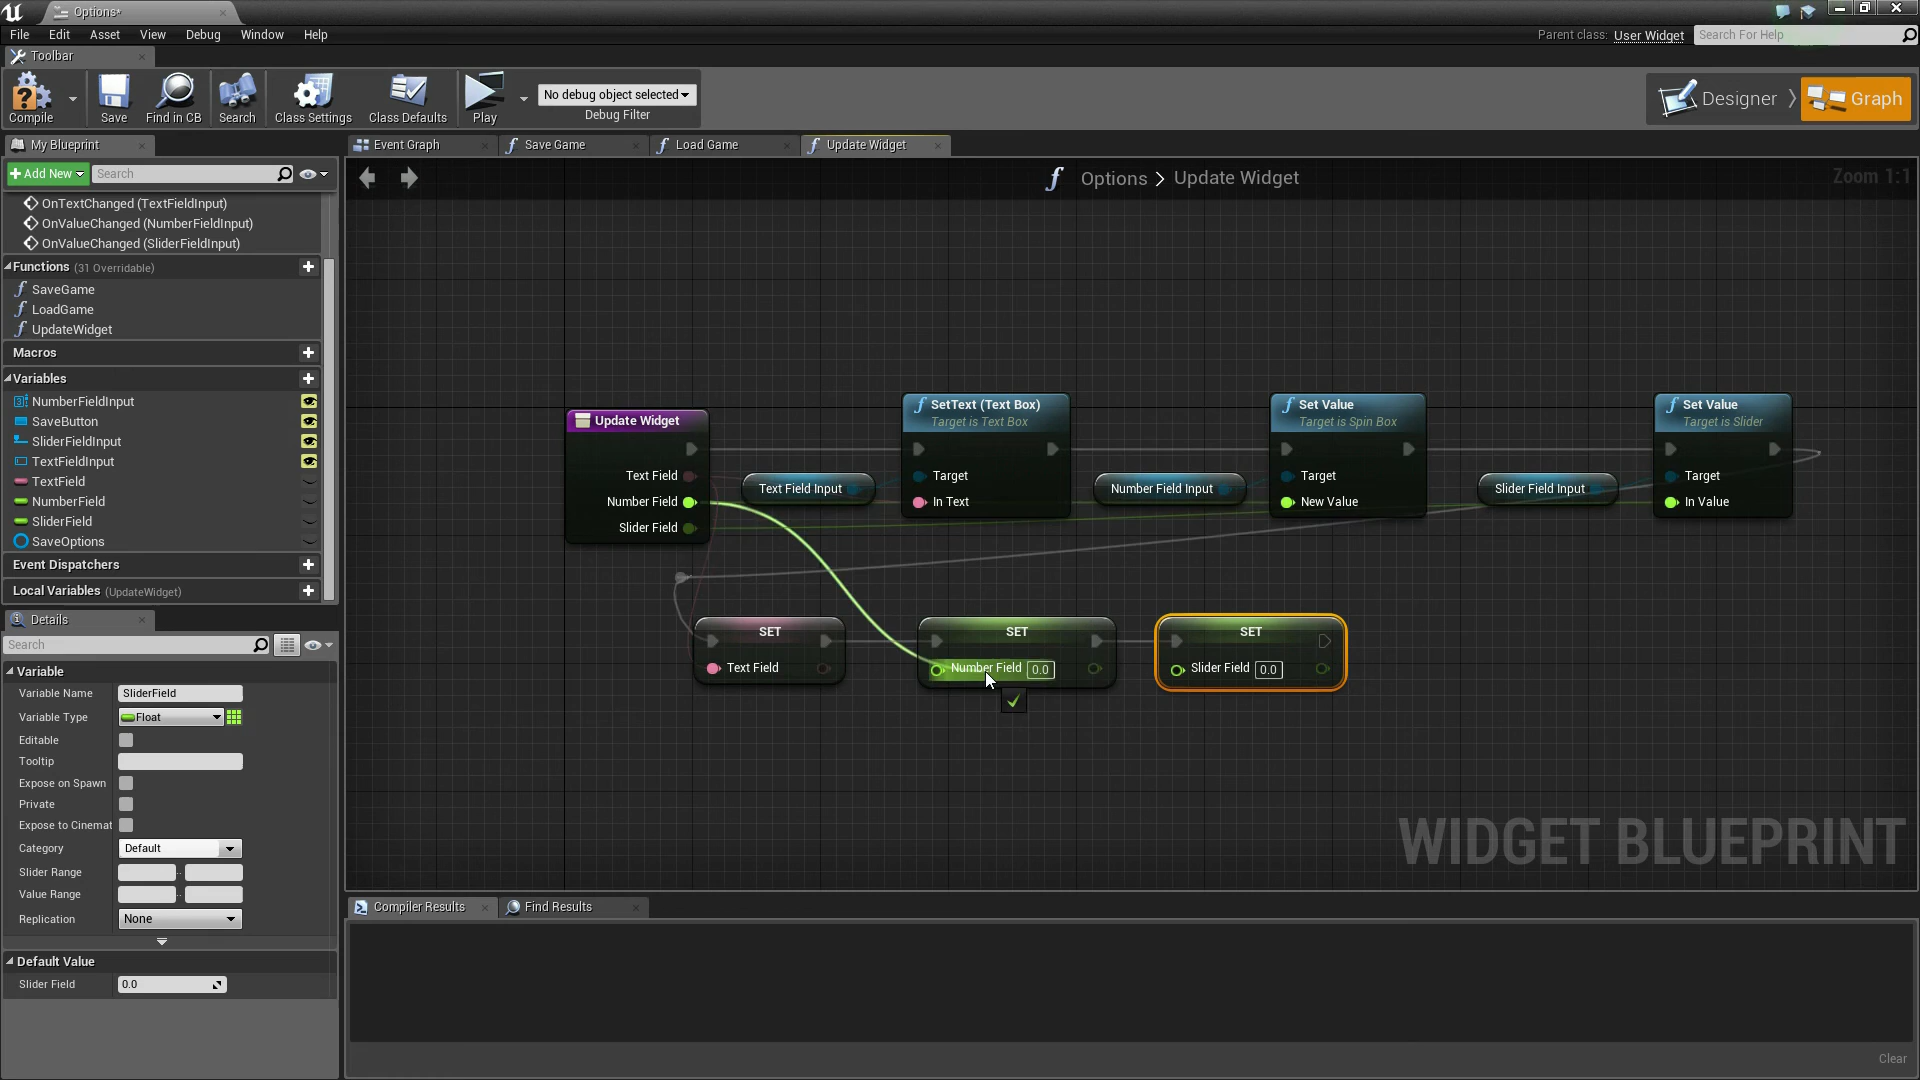 Options*
File Edit Asset View Debug Window Help
Parent class: User Widget
Search For Help
Toolbar
Compile
Save
Find in CB
Search
Class Settings
Class Defaults
Play
No debug object selected
Debug Filter
Designer
Graph
My Blueprint
Event Graph
Save Game
Load Game
Update Widget
Add New
Search
Options > Update Widget
Zoom 1:1
OnTextChanged (TextFieldInput)
OnValueChanged (NumberFieldInput)
OnValueChanged (SliderFieldInput)
Functions (31 Overridable)
SaveGame
LoadGame
UpdateWidget
Macros
Variables
NumberFieldInput
SaveButton
SliderFieldInput
TextFieldInput
TextField
NumberField
SliderField
SaveOptions
Event Dispatchers
Local Variables (UpdateWidget)
Update Widget
Text Field
Number Field
Slider Field
Text Field Input
SetText (Text Box)
Target is Text Box
Target
In Text
Number Field Input
Set Value
Target is Spin Box
Target
New Value
Slider Field Input
Set Value
Target is Slider
Target
In Value
SET
Text Field
SET
Number Field 0.0
SET
Slider Field 0.0
WIDGET BLUEPRINT
Details
Search
Variable
Variable Name SliderField
Variable Type Float
Editable
Tooltip
Expose on Spawn
Private
Expose to Cinemat
Category Default
Slider Range
Value Range
Replication None
Default Value
Slider Field 0.0
Compiler Results
Find Results
Clear